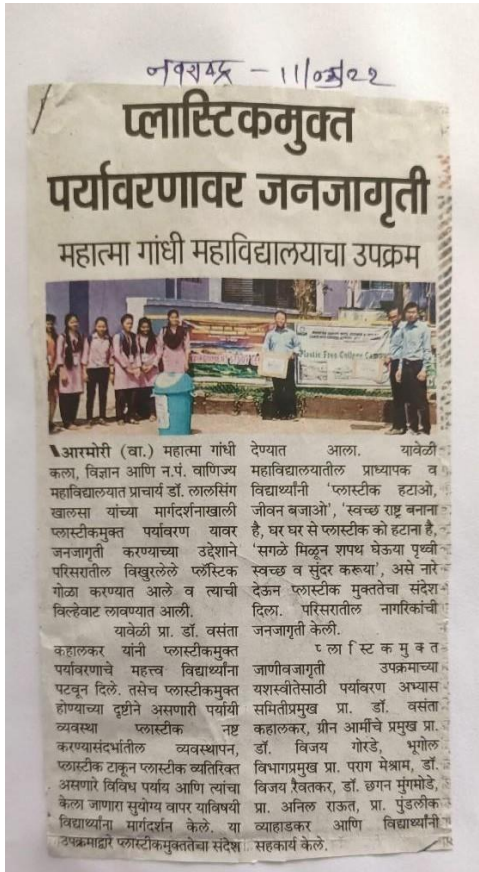 नवराष्ट्र - 11/03/22
प्लास्टिकमुक्त
पर्यावरणावर जनजागृती
महात्मा गांधी महाविद्यालयाचा उपक्रम
Plastic Free College Campus
आरमोरी (वा.) महात्मा गांधी
कला, विज्ञान आणि न.पं. वाणिज्य
महाविद्यालयात प्राचार्य डॉ. लालसिंग
खालसा यांच्या मार्गदर्शनाखाली
प्लास्टीकमुक्त पर्यावरण यावर
जनजागृती करण्याच्या उद्देशाने
परिसरातील विखुरलेले प्लॅस्टिक
गोळा करण्यात आले व त्याची
विल्हेवाट लावण्यात आली.
यावेळी प्रा. डॉ. वसंता
कहालकर यांनी प्लास्टीकमुक्त
पर्यावरणाचे महत्त्व विद्यार्थ्यांना
पटवून दिले. तसेच प्लास्टीकमुक्त
होण्याच्या दृष्टीने असणारी पर्यायी
व्यवस्था प्लास्टीक नष्ट
करण्यासंदर्भातील व्यवस्थापन,
प्लास्टीक टाकून प्लास्टीक व्यतिरिक्त
असणारे विविध पर्याय आणि त्यांचा
केला जाणारा सुयोग्य वापर याविषयी
विद्यार्थ्यांना मार्गदर्शन केले. या
उपक्रमाद्वारे प्लास्टीकमुक्ततेचा संदेश
देण्यात आला. यावेळी
महाविद्यालयातील प्राध्यापक व
विद्यार्थ्यांनी 'प्लास्टीक हटाओ,
जीवन बजाओ', 'स्वच्छ राष्ट्र बनाना
है, घर घर से प्लास्टीक को हटाना है,
'सगळे मिळून शपथ घेऊया पृथ्वी
स्वच्छ व सुंदर करूया', असे नारे
देऊन प्लास्टीक मुक्ततेचा संदेश
दिला. परिसरातील नागरिकांची
जनजागृती केली.
प्लास्टिकमुक्त
जाणीवजागृती उपक्रमाच्या
यशस्वीतेसाठी पर्यावरण अभ्यास
समितीप्रमुख प्रा. डॉ. वसंता
कहालकर, ग्रीन आर्मीचे प्रमुख प्रा.
डॉ. विजय गोरडे, भूगोल
विभागप्रमुख प्रा. पराग मेश्राम, डॉ.
विजय रैवतकर, डॉ. छगन मुंगमोडे,
प्रा. अनिल राऊत, प्रा. पुंडलीक
व्याहाडकर आणि विद्यार्थ्यांनी
सहकार्य केले.